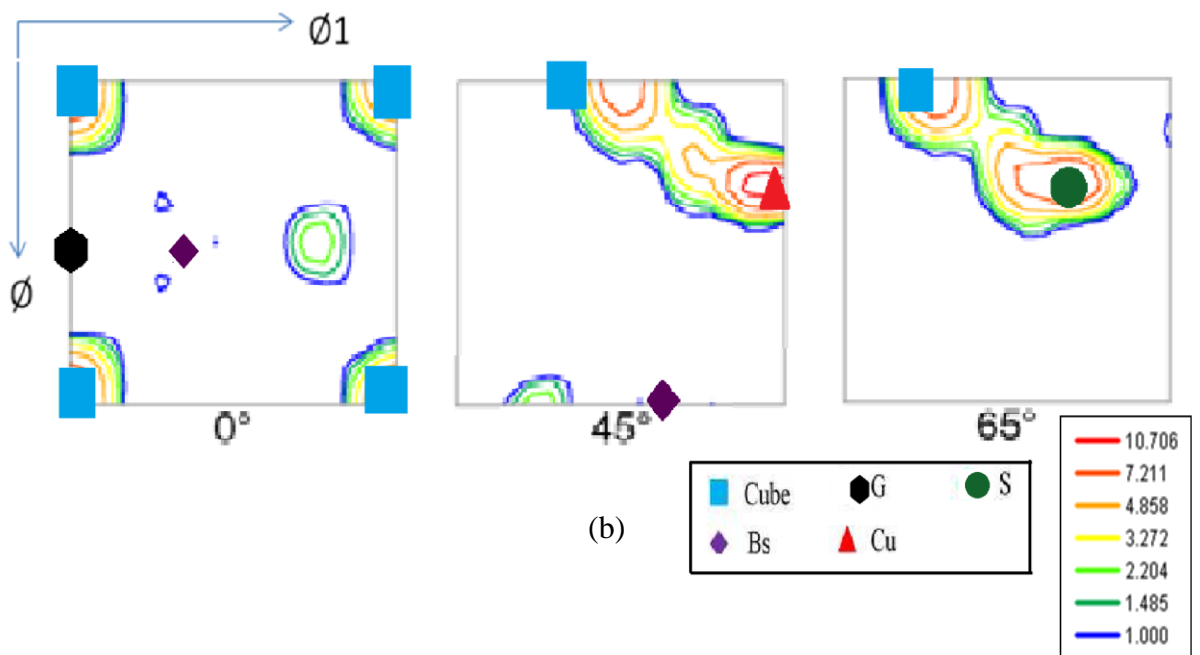 Ø1
Ø
0°
45°
65°
Cube
G
S
Bs
Cu
(b)
10.706
7.211
4.858
3.272
2.204
1.485
1.000